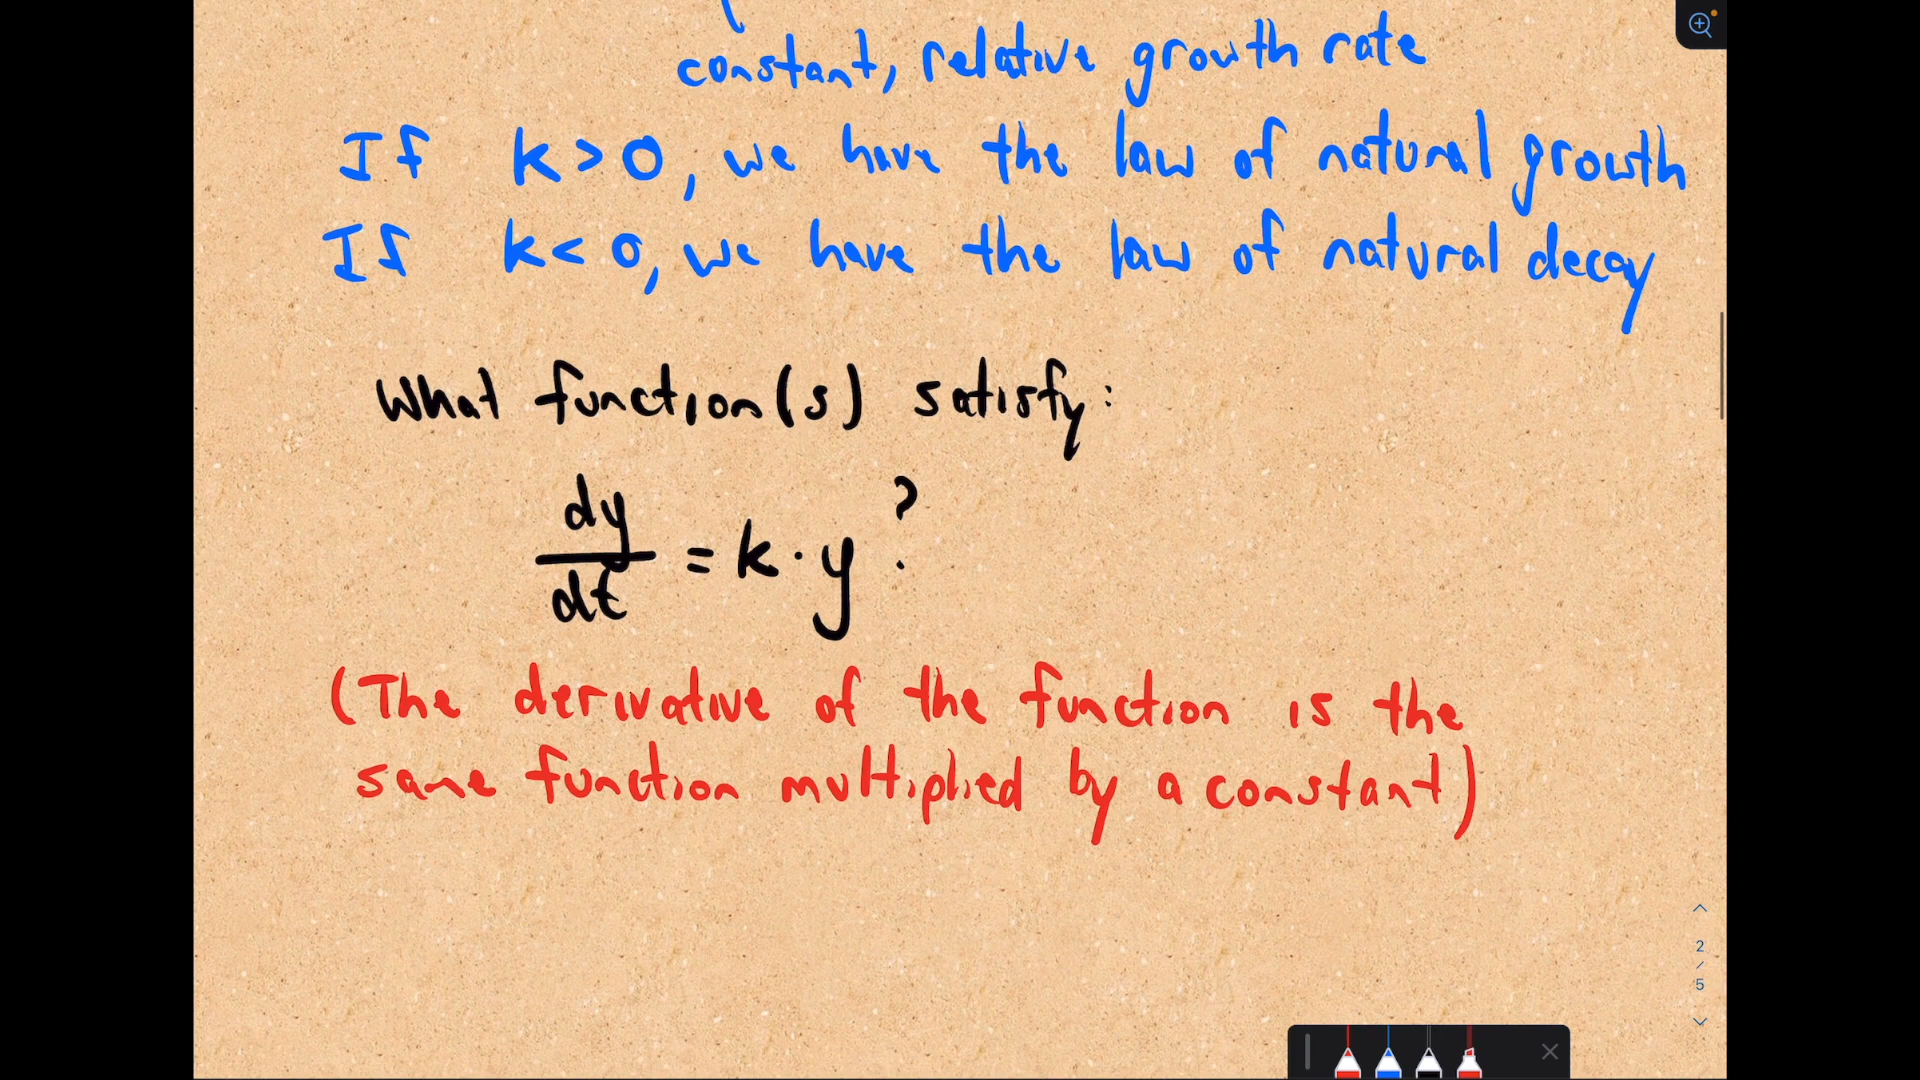 constant, relative growth rate
If k > 0, we have the law of natural growth
If k < 0, we have the law of natural decay
What function(s) satisfy:
dy/dt = k · y ?
(The derivative of the function is the
same function multiplied by a constant)
2
/
5